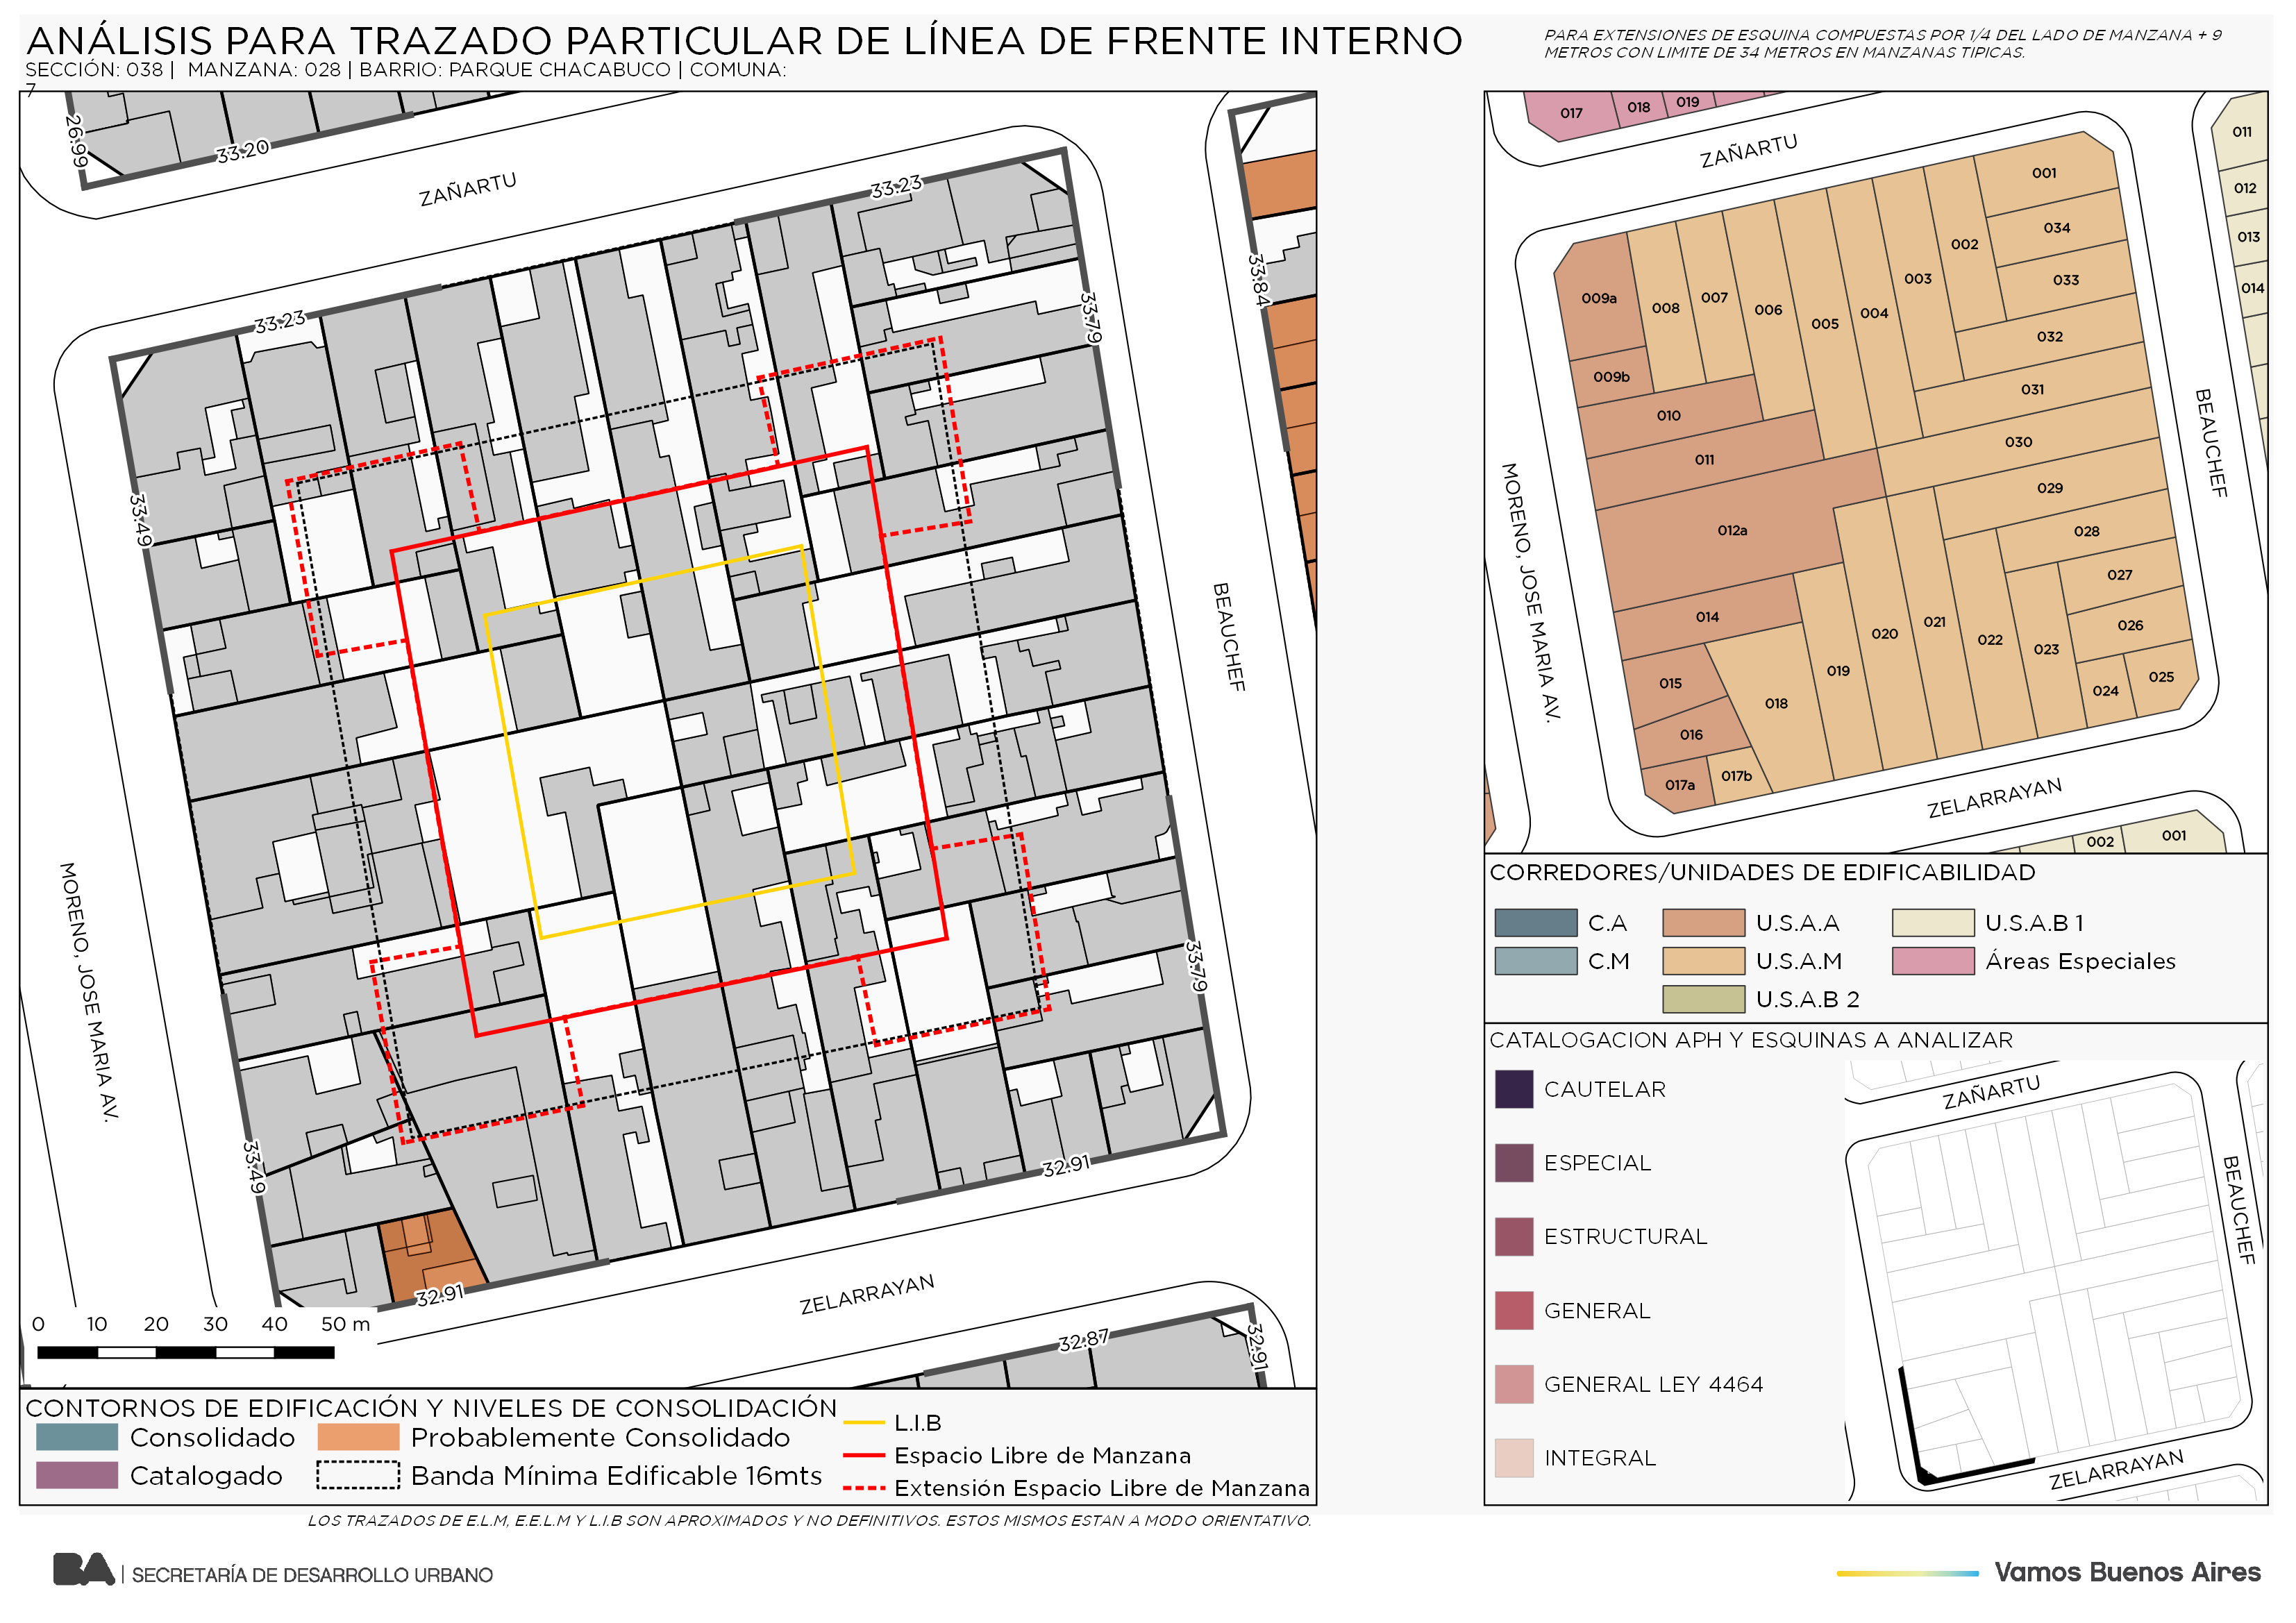 ANÁLISIS PARA TRAZADO PARTICULAR DE LÍNEA DE FRENTE INTERNO
SECCIÓN: 038 | MANZANA: 028 | BARRIO: PARQUE CHACABUCO | COMUNA:
7
PARA EXTENSIONES DE ESQUINA COMPUESTAS POR 1/4 DEL LADO DE MANZANA + 9
METROS CON LIMITE DE 34 METROS EN MANZANAS TIPICAS.
26.99
33.20
ZAÑARTU
33.23
33.23
33.84
33.79
33.49
BEAUCHEF
MORENO, JOSE MARIA AV.
33.79
33.49
32.91
32.91
ZELARRAYAN
32.87
32.91
0 10 20 30 40 50 m
CONTORNOS DE EDIFICACIÓN Y NIVELES DE CONSOLIDACIÓN
Consolidado
Probablemente Consolidado
Catalogado
Banda Mínima Edificable 16mts
L.I.B
Espacio Libre de Manzana
Extensión Espacio Libre de Manzana
LOS TRAZADOS DE E.L.M, E.E.L.M Y L.I.B SON APROXIMADOS Y NO DEFINITIVOS. ESTOS MISMOS ESTAN A MODO ORIENTATIVO.
017
018
019
ZAÑARTU
011
012
013
014
001
034
033
002
032
003
031
004
005
006
007
008
009a
009b
010
011
030
012a
029
028
027
026
025
024
023
022
021
020
019
014
015
018
016
017b
017a
MORENO, JOSE MARIA AV.
BEAUCHEF
ZELARRAYAN
002
001
CORREDORES/UNIDADES DE EDIFICABILIDAD
C.A
U.S.A.A
U.S.A.B 1
C.M
U.S.A.M
Áreas Especiales
U.S.A.B 2
CATALOGACION APH Y ESQUINAS A ANALIZAR
CAUTELAR
ESPECIAL
ESTRUCTURAL
GENERAL
GENERAL LEY 4464
INTEGRAL
ZAÑARTU
BEAUCHEF
ZELARRAYAN
BA | SECRETARÍA DE DESARROLLO URBANO
Vamos Buenos Aires